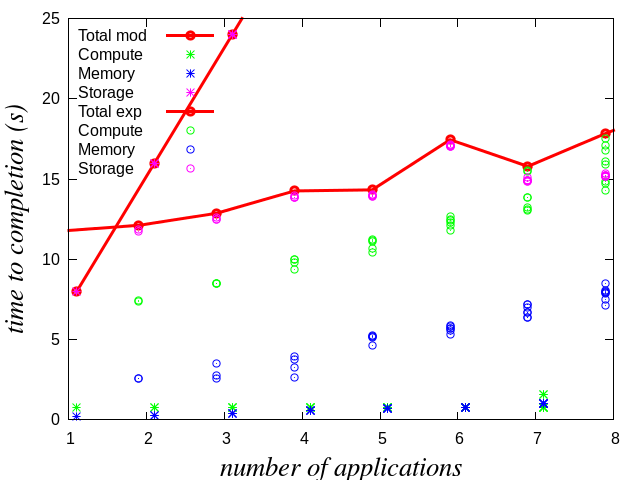 25
20
15
10
5
0
time to completion (s)
Total mod
Compute
Memory
Storage
Total exp
Compute
Memory
Storage
1 2 3 4 5 6 7 8
number of applications